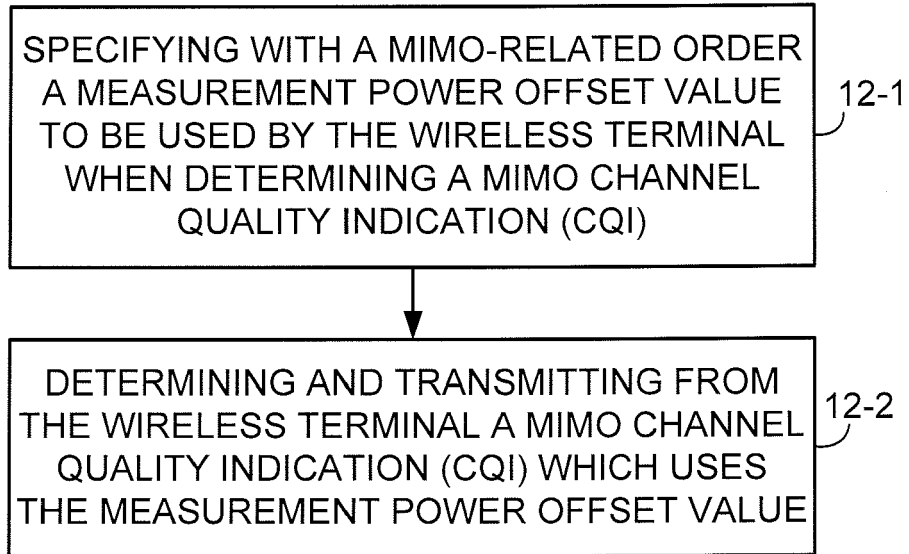 SPECIFYING WITH A MIMO-RELATED ORDER
A MEASUREMENT POWER OFFSET VALUE
TO BE USED BY THE WIRELESS TERMINAL
WHEN DETERMINING A MIMO CHANNEL
QUALITY INDICATION (CQI)
12-1
DETERMINING AND TRANSMITTING FROM
THE WIRELESS TERMINAL A MIMO CHANNEL
QUALITY INDICATION (CQI) WHICH USES
THE MEASUREMENT POWER OFFSET VALUE
12-2